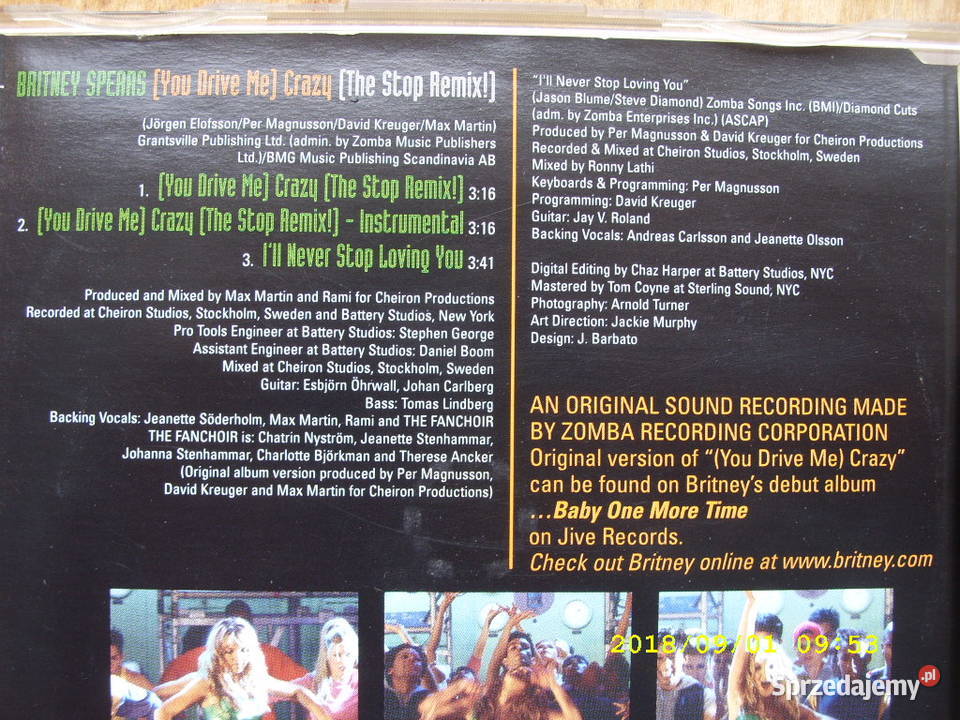 BRITNEY SPEARS (You Drive Me) Crazy (The Stop Remix!)
(Jörgen Elofsson/Per Magnusson/David Kreuger/Max Martin)
Grantsville Publishing Ltd. (admin. by Zomba Music Publishers
Ltd.)/BMG Music Publishing Scandinavia AB
1. (You Drive Me) Crazy (The Stop Remix!) 3:16
2. (You Drive Me) Crazy (The Stop Remix!) – Instrumental 3:16
3. I'll Never Stop Loving You 3:41
Produced and Mixed by Max Martin and Rami for Cheiron Productions
Recorded at Cheiron Studios, Stockholm, Sweden and Battery Studios, New York
Pro Tools Engineer at Battery Studios: Stephen George
Assistant Engineer at Battery Studios: Daniel Boom
Mixed at Cheiron Studios, Stockholm, Sweden
Guitar: Esbjörn Öhrwall, Johan Carlberg
Bass: Tomas Lindberg
Backing Vocals: Jeanette Söderholm, Max Martin, Rami and THE FANCHOIR
THE FANCHOIR is: Chatrin Nyström, Jeanette Stenhammar,
Johanna Stenhammar, Charlotte Björkman and Therese Ancker
(Original album version produced by Per Magnusson,
David Kreuger and Max Martin for Cheiron Productions)
"I'll Never Stop Loving You"
(Jason Blume/Steve Diamond) Zomba Songs Inc. (BMI)/Diamond Cuts
(adm. by Zomba Enterprises Inc.) (ASCAP)
Produced by Per Magnusson & David Kreuger for Cheiron Productions
Recorded & Mixed at Cheiron Studios, Stockholm, Sweden
Mixed by Ronny Lathi
Keyboards & Programming: Per Magnusson
Programming: David Kreuger
Guitar: Jay V. Roland
Backing Vocals: Andreas Carlsson and Jeanette Olsson
Digital Editing by Chaz Harper at Battery Studios, NYC
Mastered by Tom Coyne at Sterling Sound, NYC
Photography: Arnold Turner
Art Direction: Jackie Murphy
Design: J. Barbato
AN ORIGINAL SOUND RECORDING MADE
BY ZOMBA RECORDING CORPORATION
Original version of "(You Drive Me) Crazy"
can be found on Britney's debut album
...Baby One More Time
on Jive Records.
Check out Britney online at www.britney.com
2018/09/01 09:53
Sprzedajemy.pl